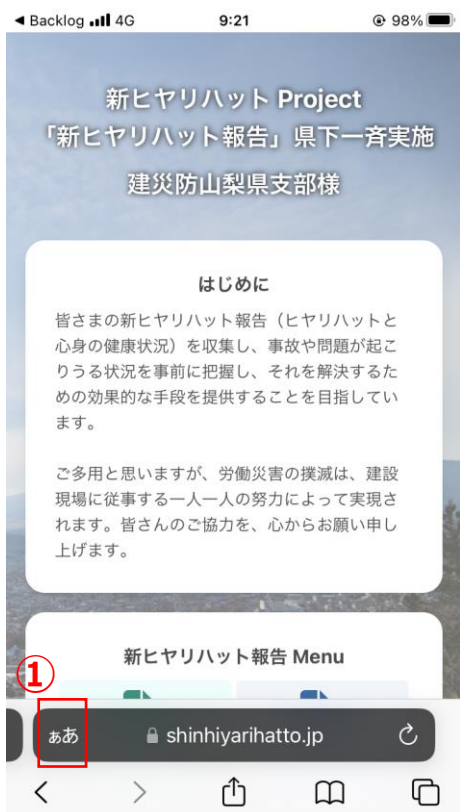 ◀ Backlog 4G 9:21 98%
新ヒヤリハット Project
「新ヒヤリハット報告」県下一斉実施
建災防山梨県支部様
はじめに
皆さまの新ヒヤリハット報告（ヒヤリハットと
心身の健康状況）を収集し、事故や問題が起こ
りうる状況を事前に把握し、それを解決するた
めの効果的な手段を提供することを目指してい
ます。
ご多用と思いますが、労働災害の撲滅は、建設
現場に従事する一人一人の努力によって実現さ
れます。皆さんのご協力を、心からお願い申し
上げます。
新ヒヤリハット報告 Menu
①
ぁあ shinhiyarihatto.jp